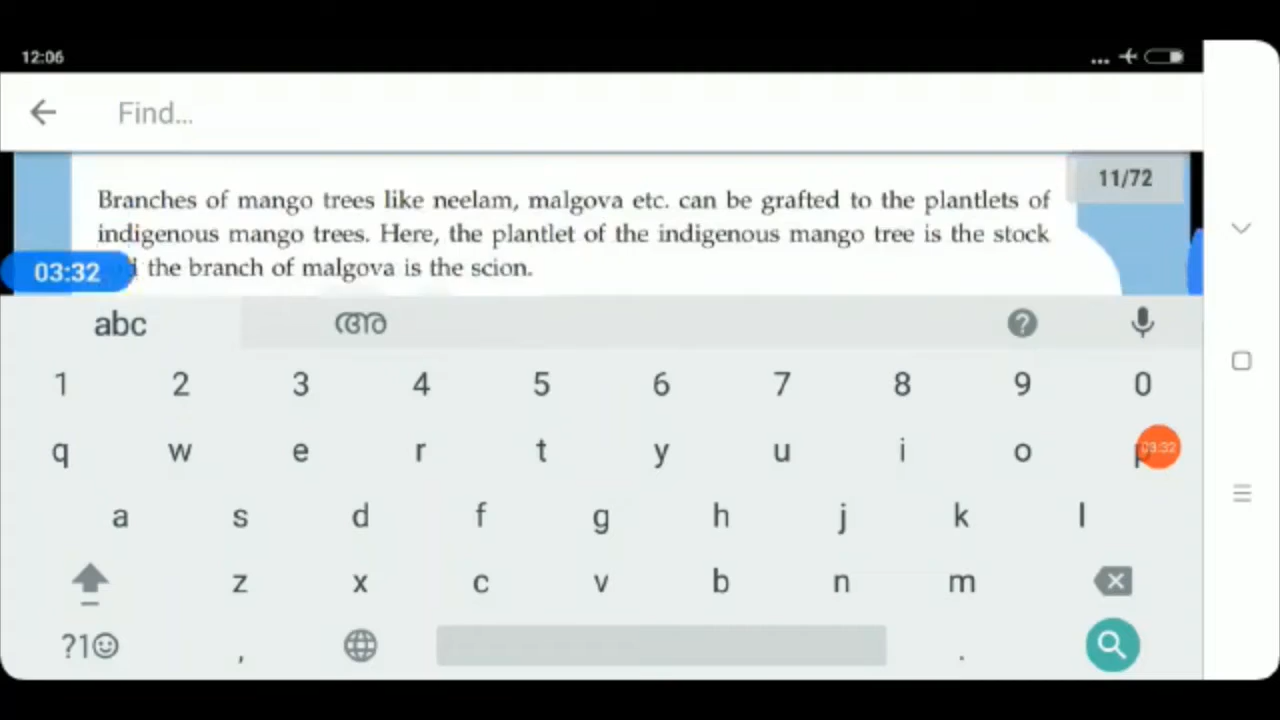 12:06
Find...
11/72
Branches of mango trees like neelam, malgova etc. can be grafted to the plantlets of
indigenous mango trees. Here, the plantlet of the indigenous mango tree is the stock
03:32 the branch of malgova is the scion.
abc അ
1 2 3 4 5 6 7 8 9 0
q w e r t y u i o p 03:32
a s d f g h j k l
z x c v b n m
?1☺ , .